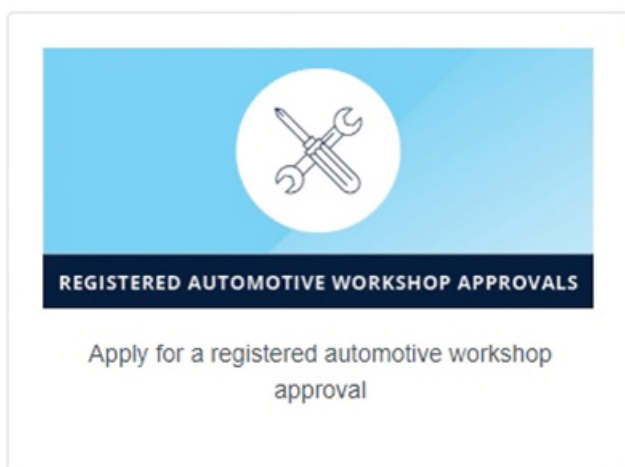 REGISTERED AUTOMOTIVE WORKSHOP APPROVALS
Apply for a registered automotive workshop
approval